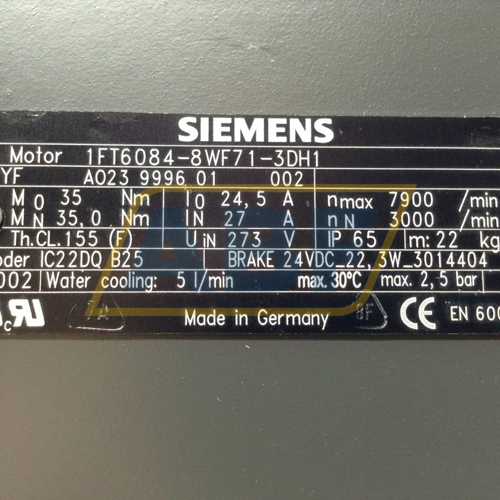 SIEMENS
Motor 1FT6084-8WF71-3DH1
YF A023 9996 01 002
Mo 35 Nm Io 24,5 A nmax 7900 /min
MN 35,0 Nm IN 27 A nN 3000 /min
Th.CL.155 (F) UiN 273 V IP 65 m: 22 kg
oder IC22DQ B25 BRAKE 24VDC_22,3W_3014404
002 Water cooling: 5 l/min max. 30°C max. 2,5 bar
Made in Germany CE EN 600